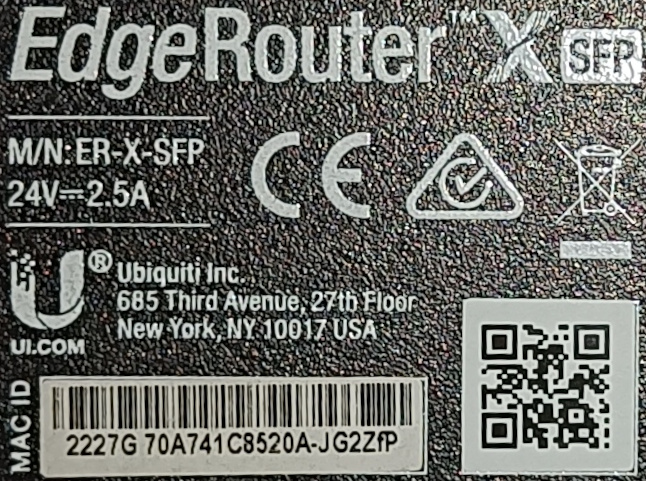 EdgeRouter™ X SFP
M/N: ER-X-SFP
24V⎓2.5A
CE
U®
UI.COM
Ubiquiti Inc.
685 Third Avenue, 27th Floor
New York, NY 10017 USA
MAC ID
2227G 70A741C8520A-JG2ZfP